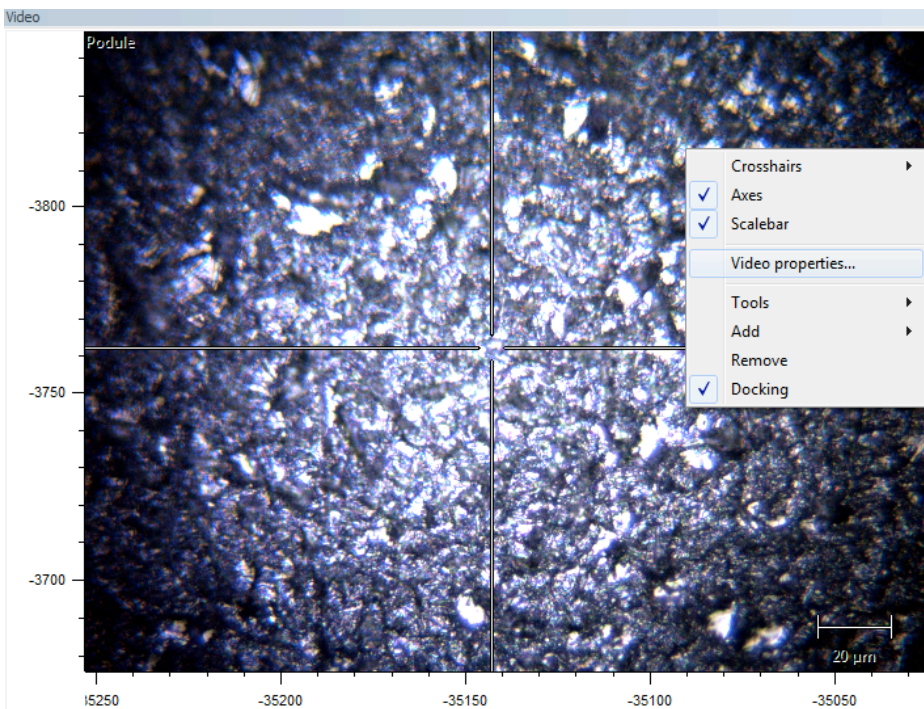 Video
Podule
Crosshairs
Axes
Scalebar
Video properties...
Tools
Add
Remove
Docking
-3800
-3750
-3700
20 µm
35250
-35200
-35150
-35100
-35050